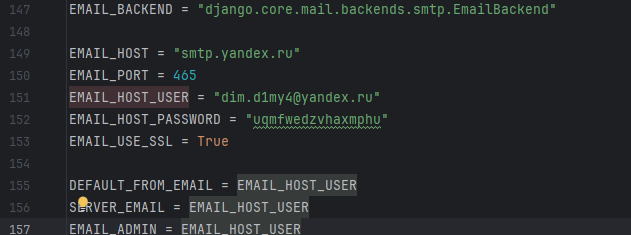 147 EMAIL_BACKEND = "django.core.mail.backends.smtp.EmailBackend"
148
149 EMAIL_HOST = "smtp.yandex.ru"
150 EMAIL_PORT = 465
151 EMAIL_HOST_USER = "dim.d1my4@yandex.ru"
152 EMAIL_HOST_PASSWORD = "uqmfwedzvhaxmphu"
153 EMAIL_USE_SSL = True
154
155 DEFAULT_FROM_EMAIL = EMAIL_HOST_USER
156 SERVER_EMAIL = EMAIL_HOST_USER
157 EMAIL_ADMIN = EMAIL_HOST_USER